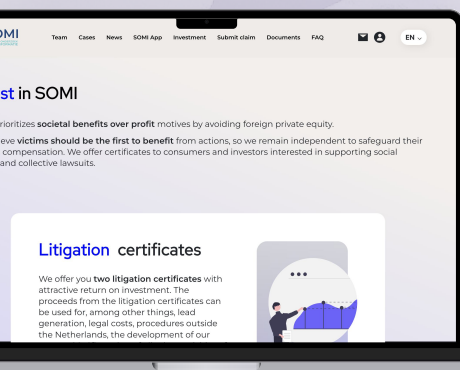 OMI
Team Cases News SOMI App Investment Submit claim Documents FAQ EN
st in SOMI
rioritizes societal benefits over profit motives by avoiding foreign private equity.
eve victims should be the first to benefit from actions, so we remain independent to safeguard their
compensation. We offer certificates to consumers and investors interested in supporting social
and collective lawsuits.
Litigation certificates
We offer you two litigation certificates with
attractive return on investment. The
proceeds from the litigation certificates can
be used for, among other things, lead
generation, legal costs, procedures outside
the Netherlands, the development of our